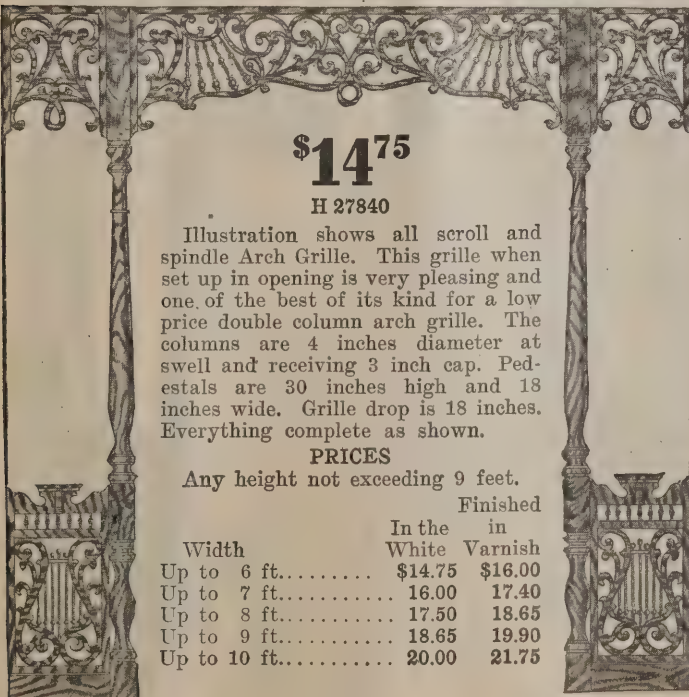 $14 75
H 27840
Illustration shows all scroll and
spindle Arch Grille. This grille when
set up in opening is very pleasing and
one of the best of its kind for a low
price double column arch grille. The
columns are 4 inches diameter at
swell and receiving 3 inch cap. Ped-
estals are 30 inches high and 18
inches wide. Grille drop is 18 inches.
Everything complete as shown.
PRICES
Any height not exceeding 9 feet.
Finished
In the in
Width White Varnish
Up to 6 ft......... $14.75 $16.00
Up to 7 ft........... 16.00 17.40
Up to 8 ft........... 17.50 18.65
Up to 9 ft........... 18.65 19.90
Up to 10 ft........... 20.00 21.75